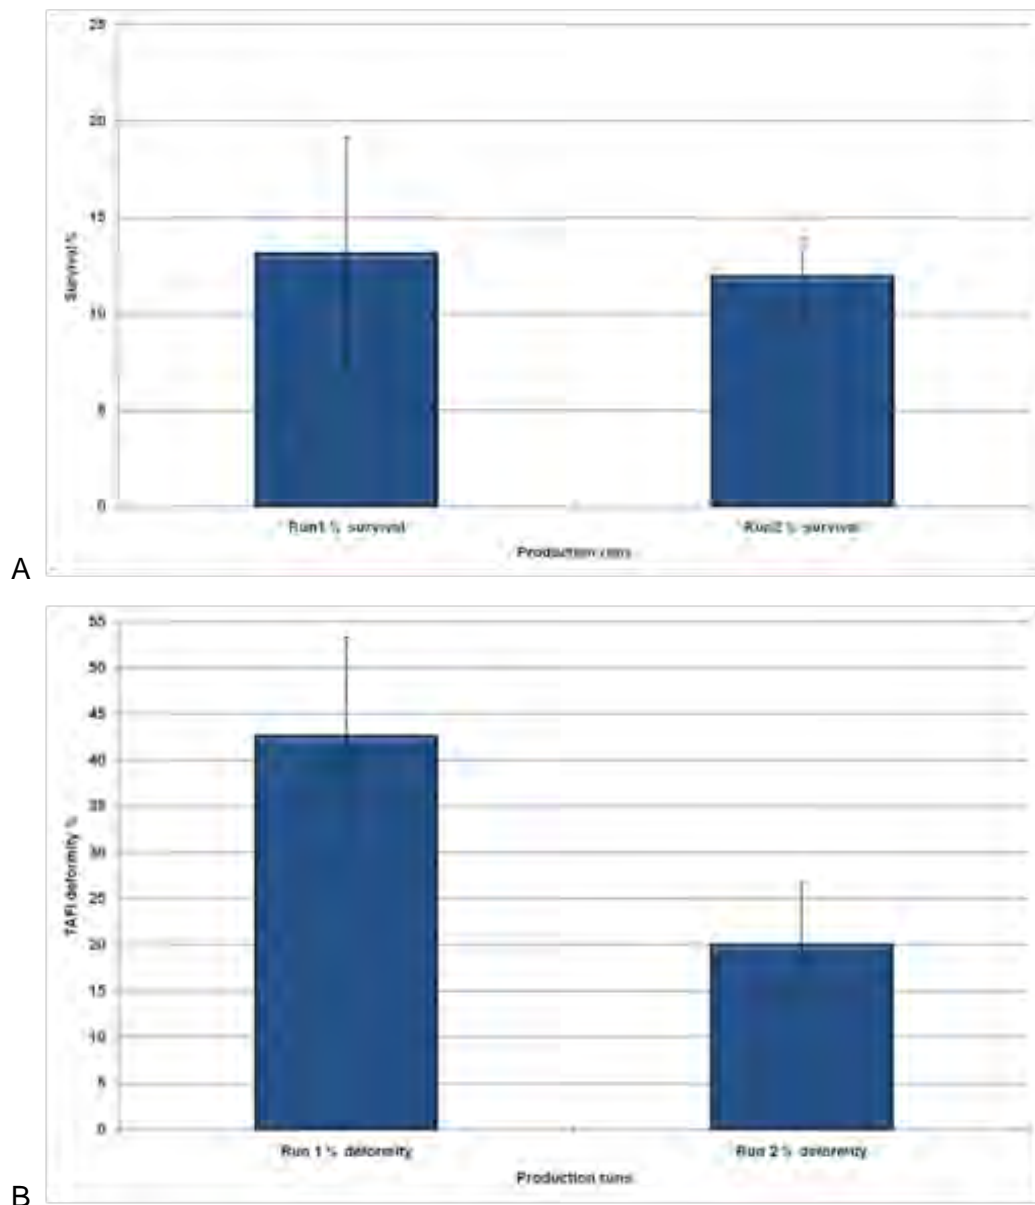 25
20
15
10
5
0
Survival %
Run1 % survival
Run2 % survival
Production runs
A
55
50
45
40
35
30
25
20
15
10
5
0
TAFI deformity %
Run 1 % deformity
Run 2 % deformity
Production runs
B